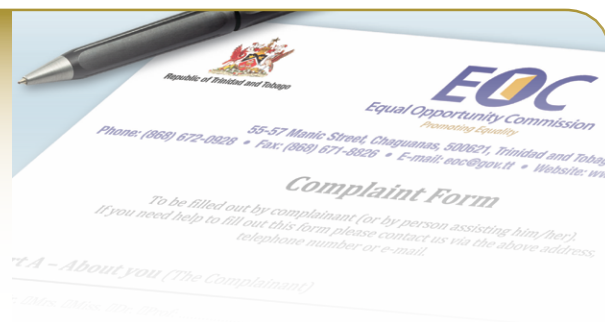 Republic of Trinidad and Tobago
EOC
Equal Opportunity Commission
Promoting Equality
55-57 Manic Street, Chaguanas, 500621, Trinidad and
Phone: (868) 672-0928 • Fax: (868) 671-8826 • E-mail: eoc@gov.tt • Website:
Complaint Form
To be filled out by complainant (or by person assisting him/her).
If you need help to fill out this form please contact us via the above address,
telephone number or e-mail.
A – About you (The Complainant)